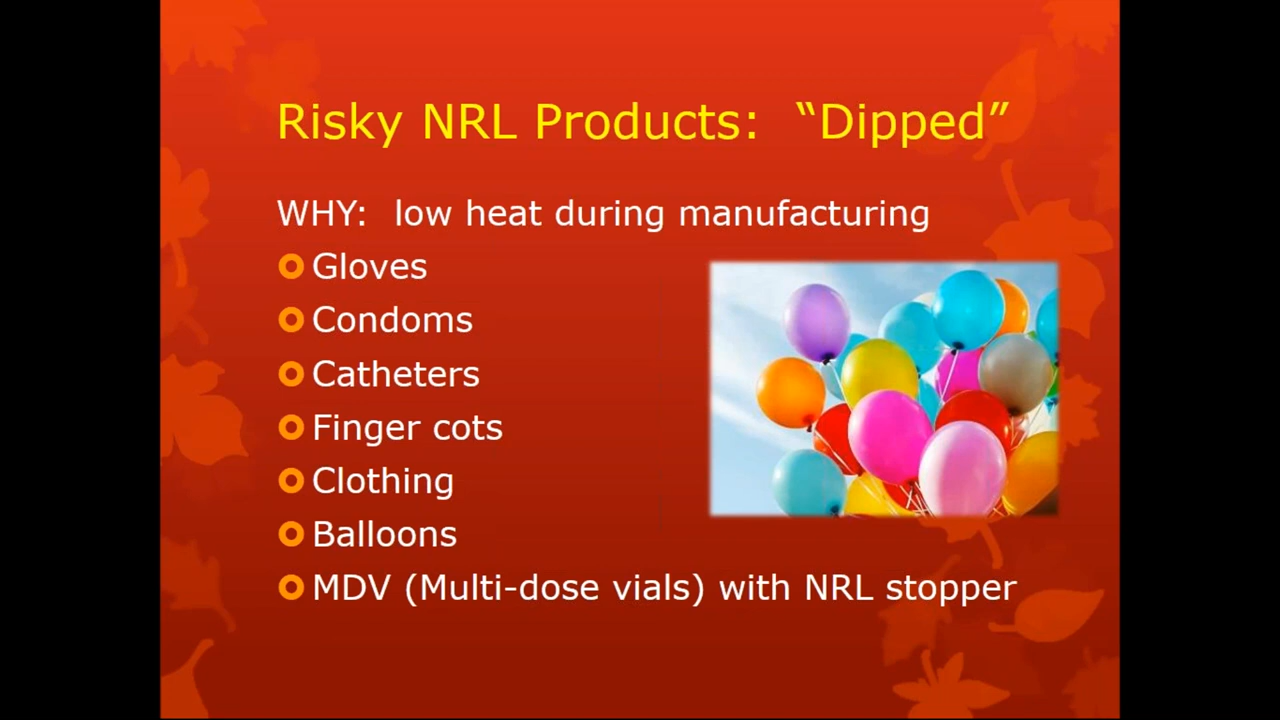 Risky NRL Products:  “Dipped”
WHY:  low heat during manufacturing
Gloves
Condoms
Catheters
Finger cots
Clothing
Balloons
MDV (Multi-dose vials) with NRL stopper